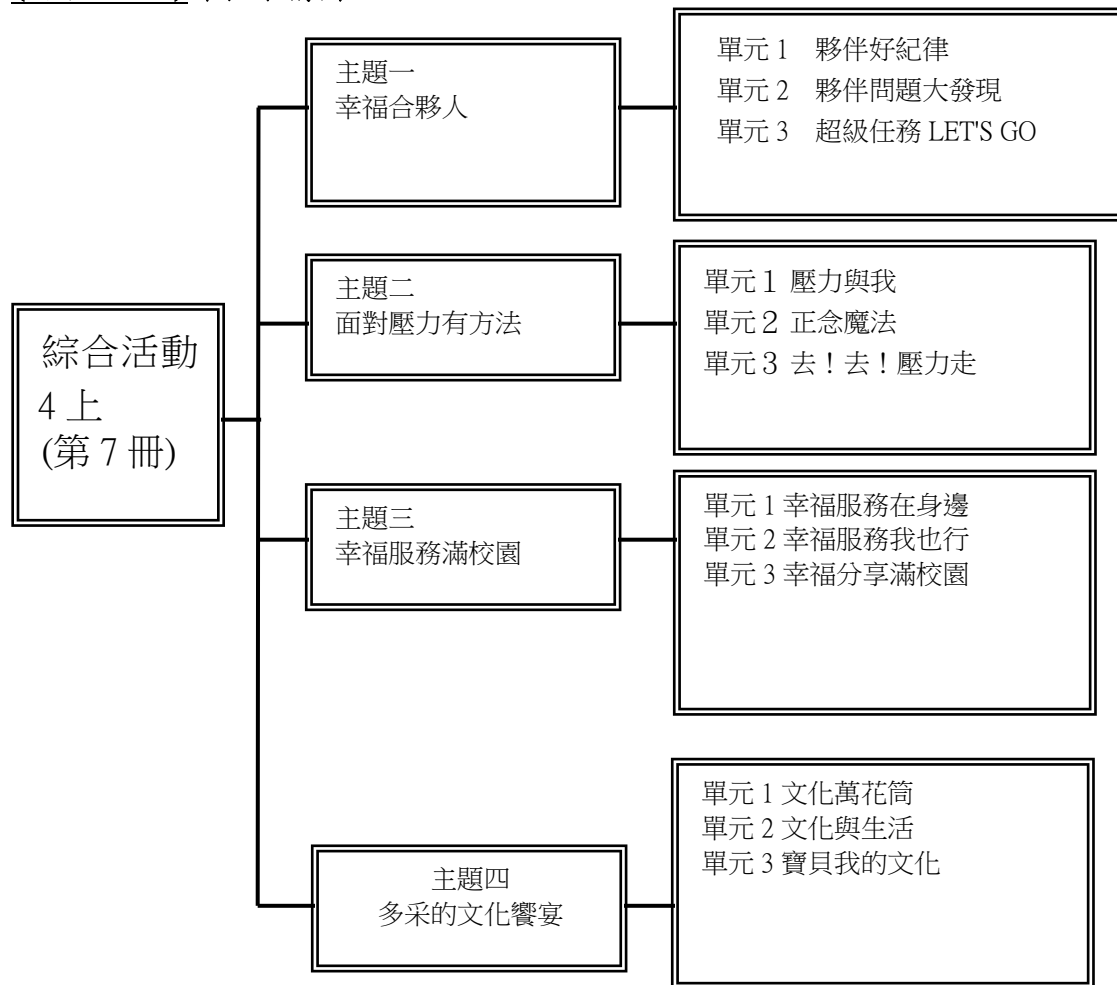 綜合活動
4 上
(第 7 冊)
主題一
幸福合夥人
單元 1　夥伴好紀律
單元 2　夥伴問題大發現
單元 3　超級任務 LET'S GO
主題二
面對壓力有方法
單元１ 壓力與我
單元２ 正念魔法
單元３ 去！去！壓力走
主題三
幸福服務滿校園
單元 1 幸福服務在身邊
單元 2 幸福服務我也行
單元 3 幸福分享滿校園
主題四
多采的文化饗宴
單元 1 文化萬花筒
單元 2 文化與生活
單元 3 寶貝我的文化